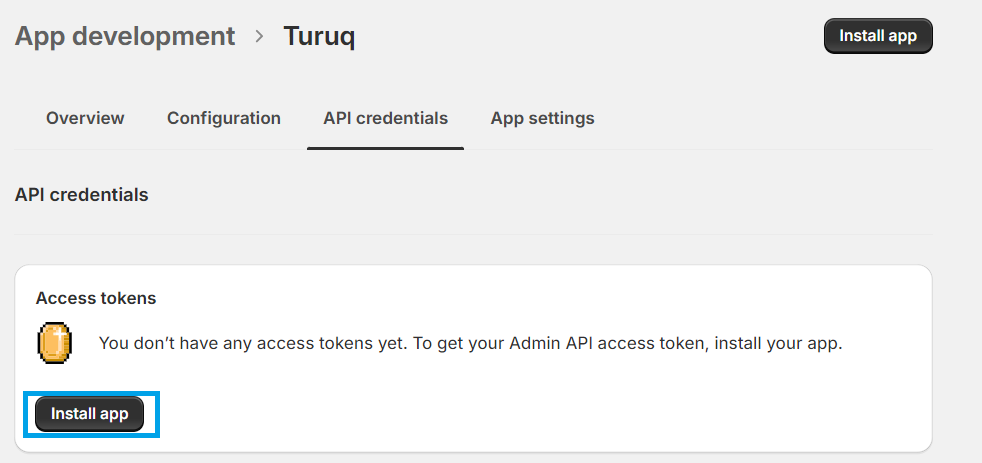 App development > Turuq
Install app
Overview Configuration API credentials App settings
API credentials
Access tokens
You don’t have any access tokens yet. To get your Admin API access token, install your app.
Install app